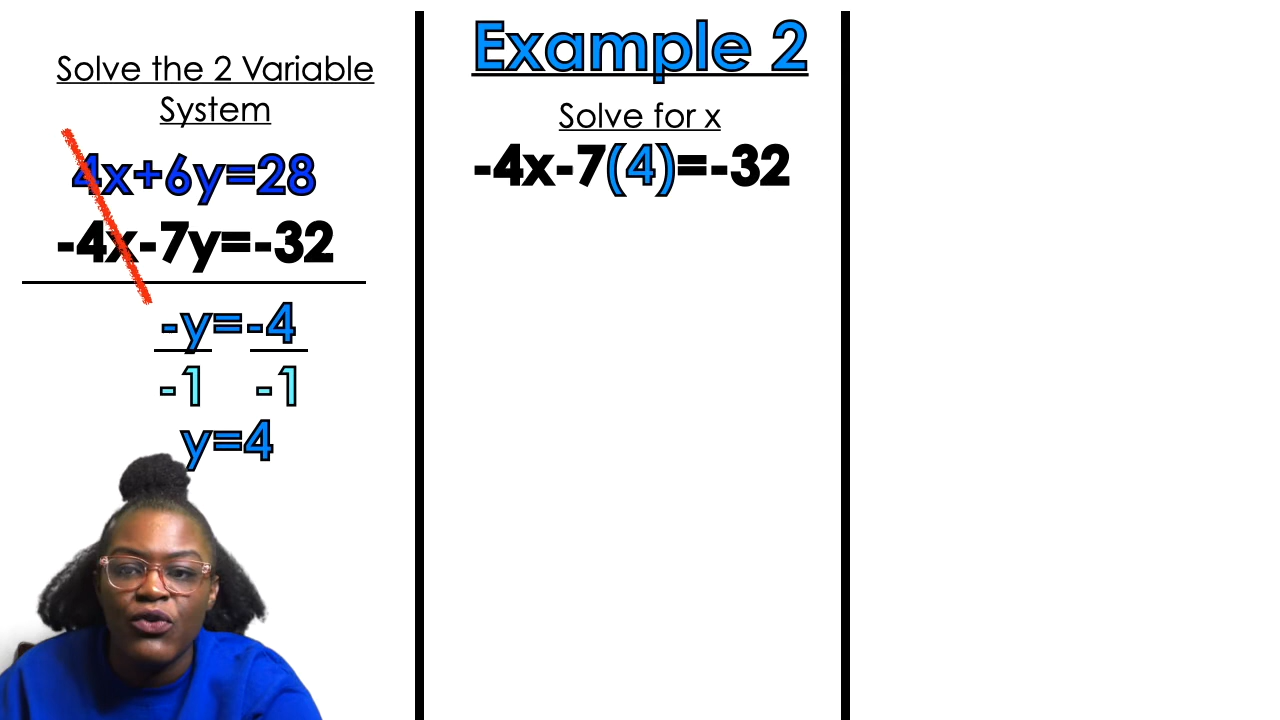 Solve the 2 Variable
System
4x+6y=28
-4x-7y=-32
-y=-4
-1 -1
y=4
Example 2
Solve for x
-4x-7(4)=-32